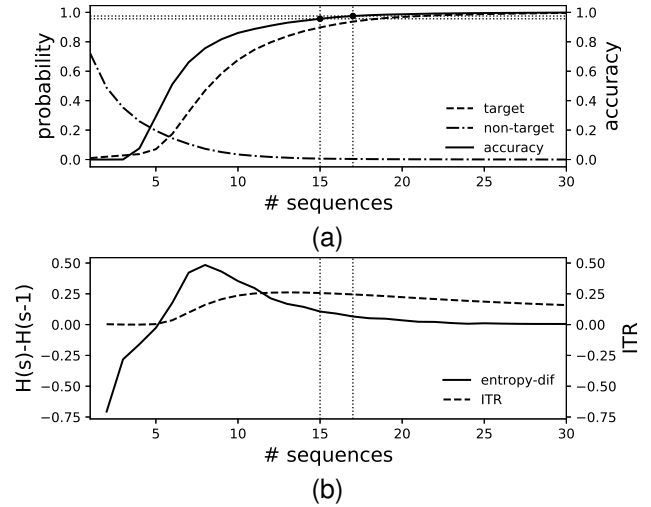 1.0
0.8
0.6
0.4
0.2
0.0
probability
1.0
0.8
0.6
0.4
0.2
0.0
accuracy
target
non-target
accuracy
5 10 15 20 25 30
# sequences
(a)
0.50
0.25
0.00
−0.25
−0.50
−0.75
H(s)-H(s-1)
0.50
0.25
0.00
−0.25
−0.50
−0.75
ITR
entropy-dif
ITR
5 10 15 20 25 30
# sequences
(b)